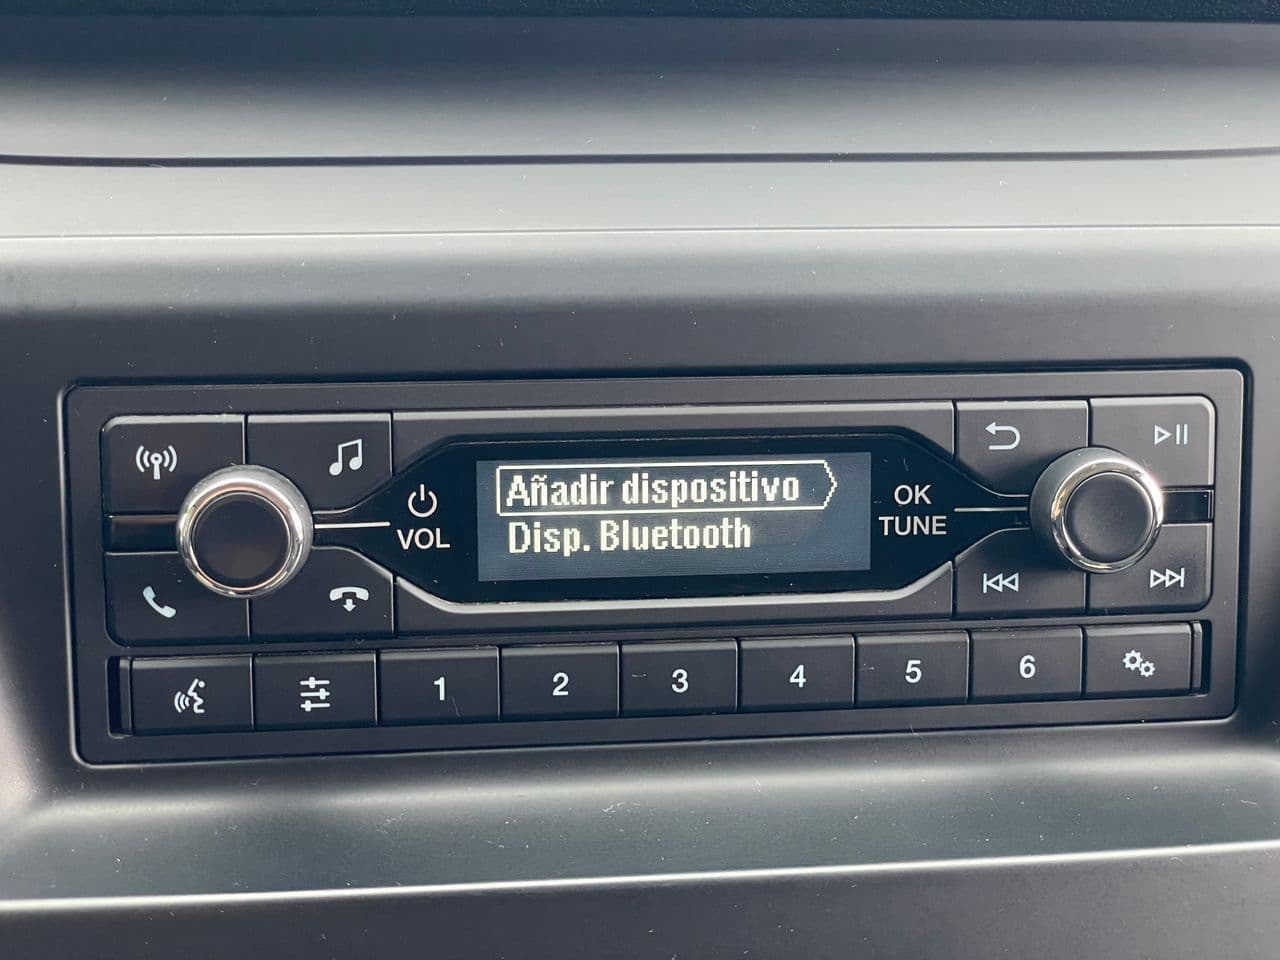 Añadir dispositivo
Disp. Bluetooth
VOL
OK
TUNE
1 2 3 4 5 6